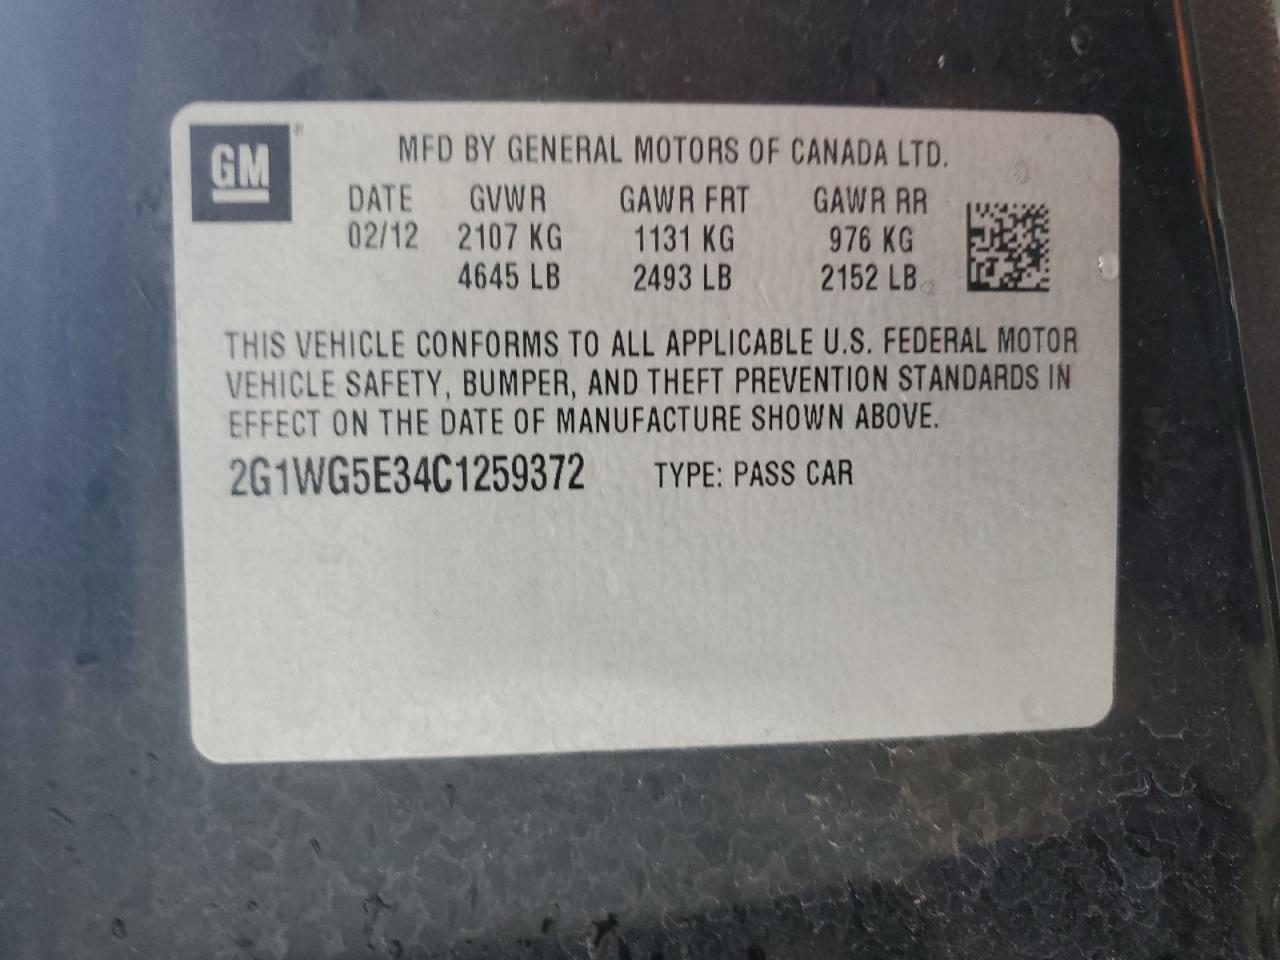 GM
MFD BY GENERAL MOTORS OF CANADA LTD.
DATE GVWR GAWR FRT GAWR RR
02/12 2107 KG 1131 KG 976 KG
4645 LB 2493 LB 2152 LB
THIS VEHICLE CONFORMS TO ALL APPLICABLE U.S. FEDERAL MOTOR
VEHICLE SAFETY, BUMPER, AND THEFT PREVENTION STANDARDS IN
EFFECT ON THE DATE OF MANUFACTURE SHOWN ABOVE.
2G1WG5E34C1259372 TYPE: PASS CAR